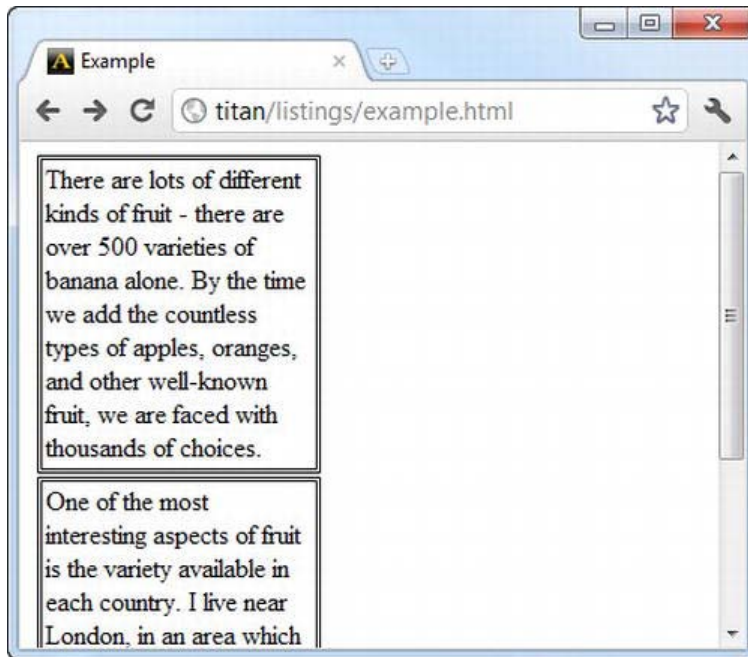 Example
titan/listings/example.html
There are lots of different
kinds of fruit - there are
over 500 varieties of
banana alone. By the time
we add the countless
types of apples, oranges,
and other well-known
fruit, we are faced with
thousands of choices.
One of the most
interesting aspects of fruit
is the variety available in
each country. I live near
London, in an area which